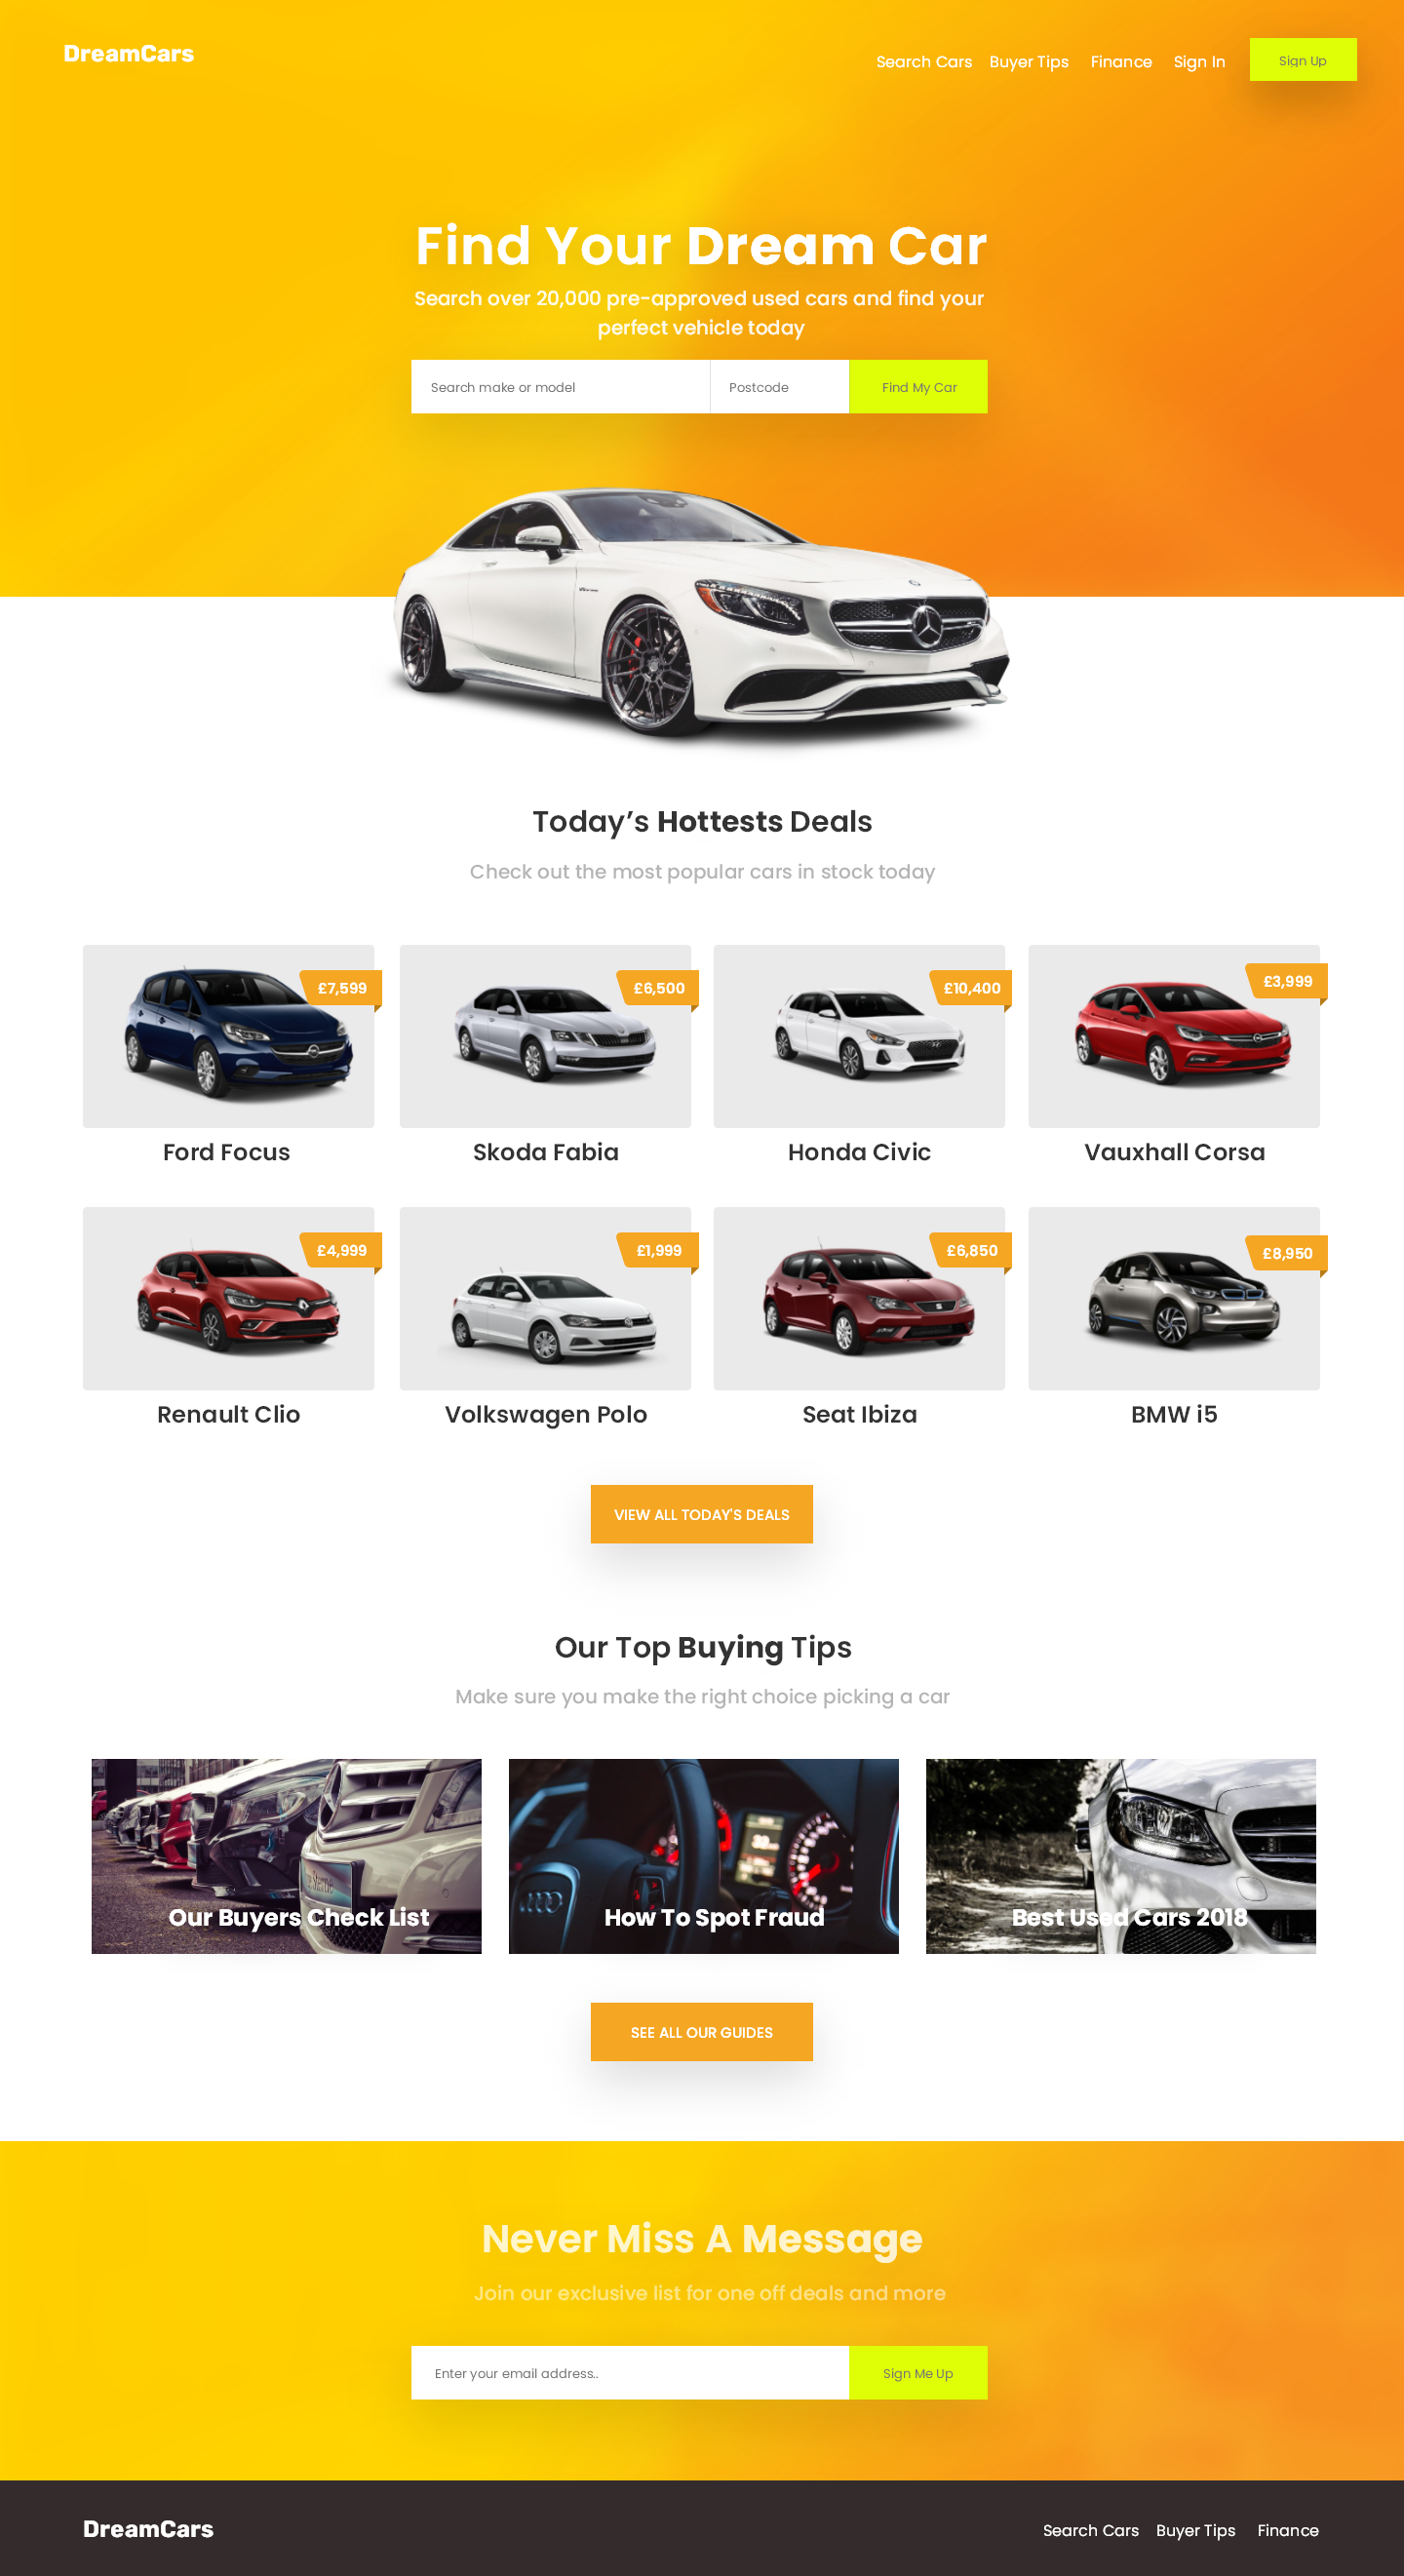 DreamCars
Search Cars Buyer Tips Finance Sign In Sign Up
Find Your Dream Car
Search over 20,000 pre-approved used cars and find your
perfect vehicle today
Search make or model Postcode Find My Car
Today’s Hottests Deals
Check out the most popular cars in stock today
£7,599 £6,500 £10,400 £3,999
Ford Focus Skoda Fabia Honda Civic Vauxhall Corsa
£4,999 £1,999 £6,850 £8,950
Renault Clio Volkswagen Polo Seat Ibiza BMW i5
VIEW ALL TODAY'S DEALS
Our Top Buying Tips
Make sure you make the right choice picking a car
Our Buyers Check List How To Spot Fraud Best Used Cars 2018
SEE ALL OUR GUIDES
Never Miss A Message
Join our exclusive list for one off deals and more
Enter your email address.. Sign Me Up
DreamCars Search Cars Buyer Tips Finance